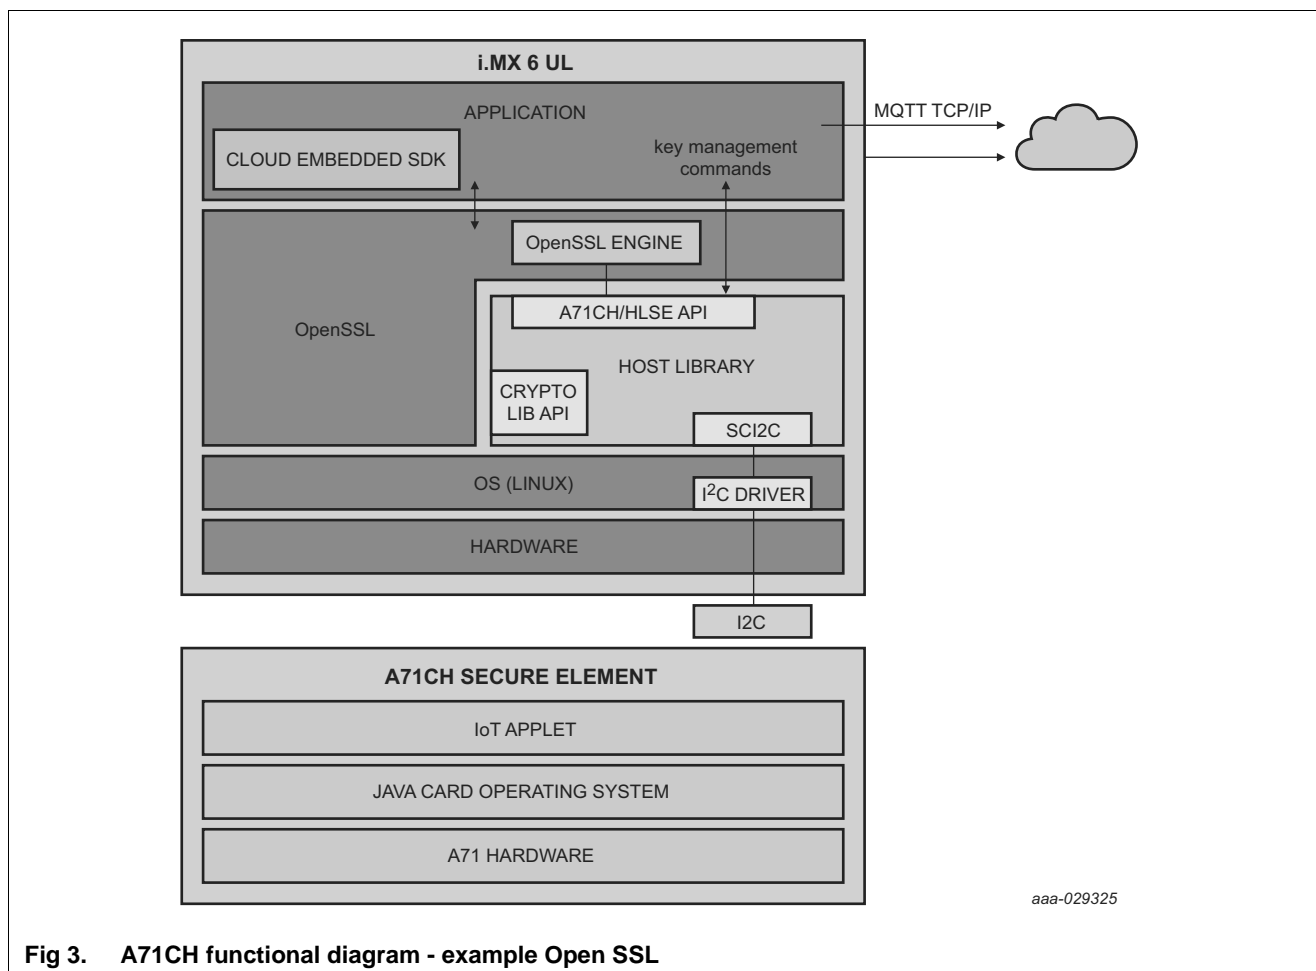 i.MX 6 UL
APPLICATION
MQTT TCP/IP
CLOUD EMBEDDED SDK
key management
commands
OpenSSL ENGINE
A71CH/HLSE API
OpenSSL
HOST LIBRARY
CRYPTO
LIB API
SCI2C
OS (LINUX)
I²C DRIVER
HARDWARE
I2C
A71CH SECURE ELEMENT
IoT APPLET
JAVA CARD OPERATING SYSTEM
A71 HARDWARE
aaa-029325
Fig 3. A71CH functional diagram - example Open SSL